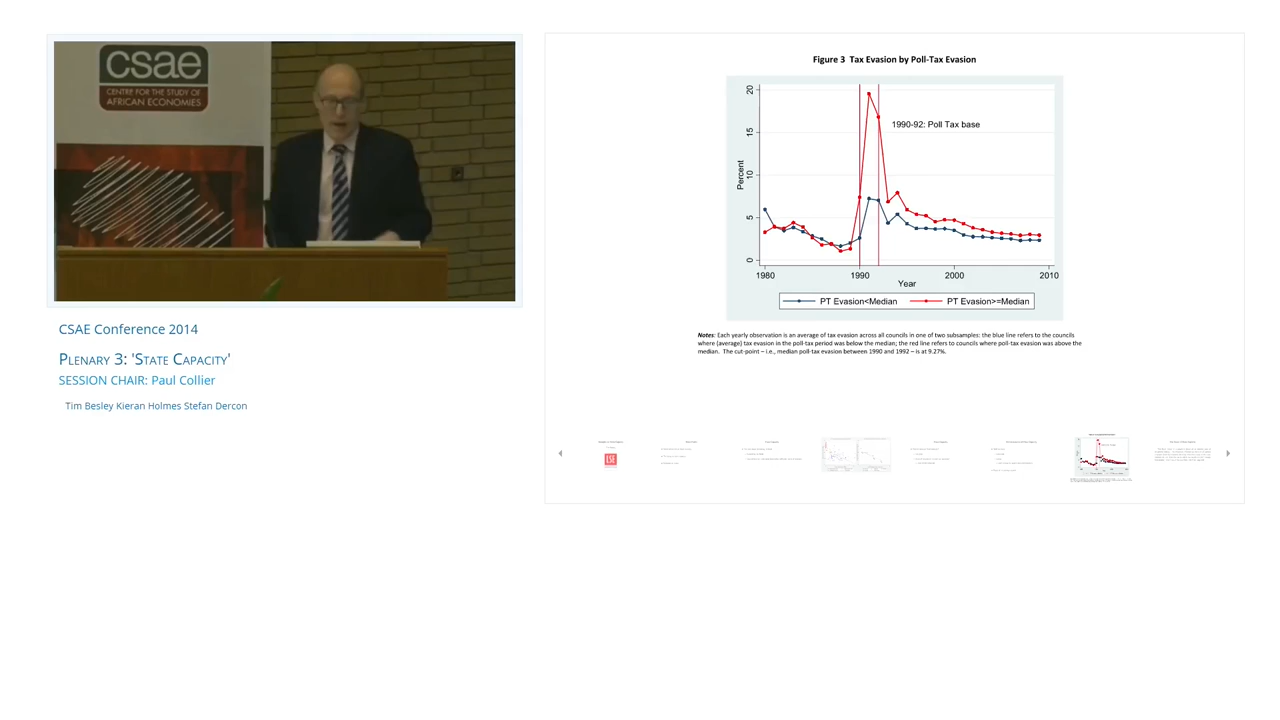 csae
CENTRE FOR THE STUDY OF
AFRICAN ECONOMIES
CSAE Conference 2014
Plenary 3: 'State Capacity'
SESSION CHAIR: Paul Collier
Tim Besley Kieran Holmes Stefan Dercon
Figure 3 Tax Evasion by Poll-Tax Evasion
20
15
10
5
0
Percent
1990-92: Poll Tax base
1980
1990
2000
2010
Year
PT Evasion<Median
PT Evasion>=Median
Notes: Each yearly observation is an average of tax evasion across all councils in one of two subsamples: the blue line refers to the councils
where (average) tax evasion in the poll-tax period was below the median; the red line refers to councils where poll-tax evasion was above the
median. The cut-point – i.e., median poll-tax evasion between 1990 and 1992 – is at 9.27%.
LSE